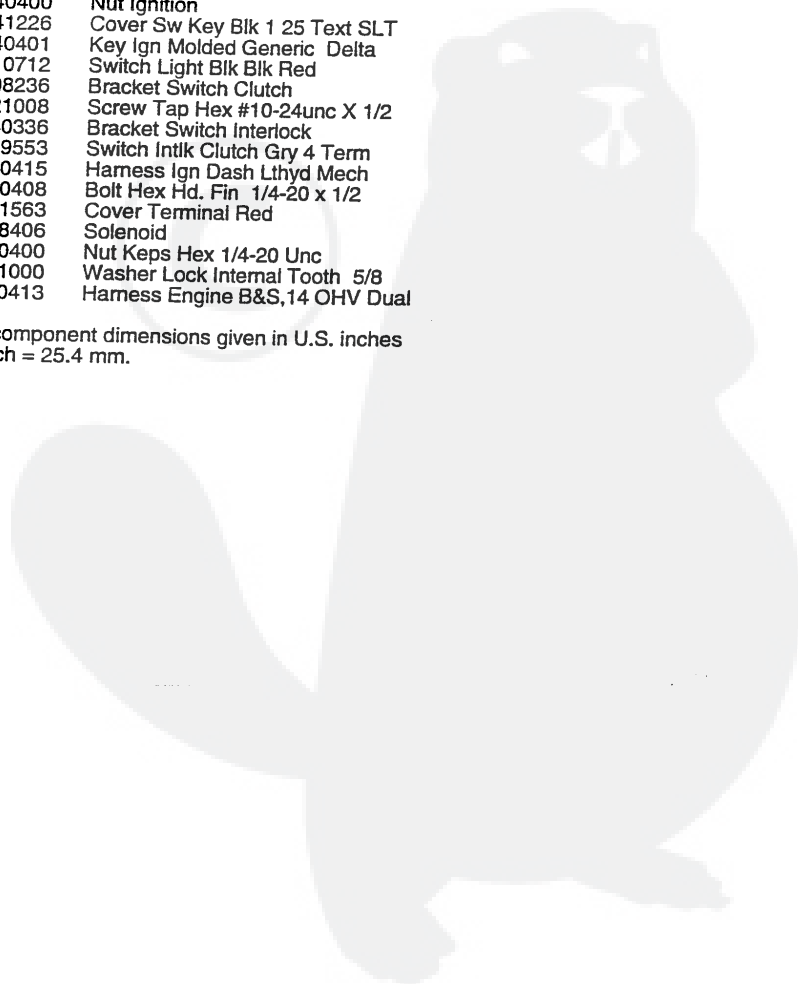 40400 Nut Ignition
41226 Cover Sw Key Blk 1 25 Text SLT
40401 Key Ign Molded Generic Delta
10712 Switch Light Blk Blk Red
08236 Bracket Switch Clutch
21008 Screw Tap Hex #10-24unc X 1/2
0336 Bracket Switch Interlock
9553 Switch Intlk Clutch Gry 4 Term
0415 Harness Ign Dash Lthyd Mech
0408 Bolt Hex Hd. Fin 1/4-20 x 1/2
1563 Cover Terminal Red
8406 Solenoid
0400 Nut Keps Hex 1/4-20 Unc
1000 Washer Lock Internal Tooth 5/8
0413 Harness Engine B&S,14 OHV Dual
component dimensions given in U.S. inches
ch = 25.4 mm.